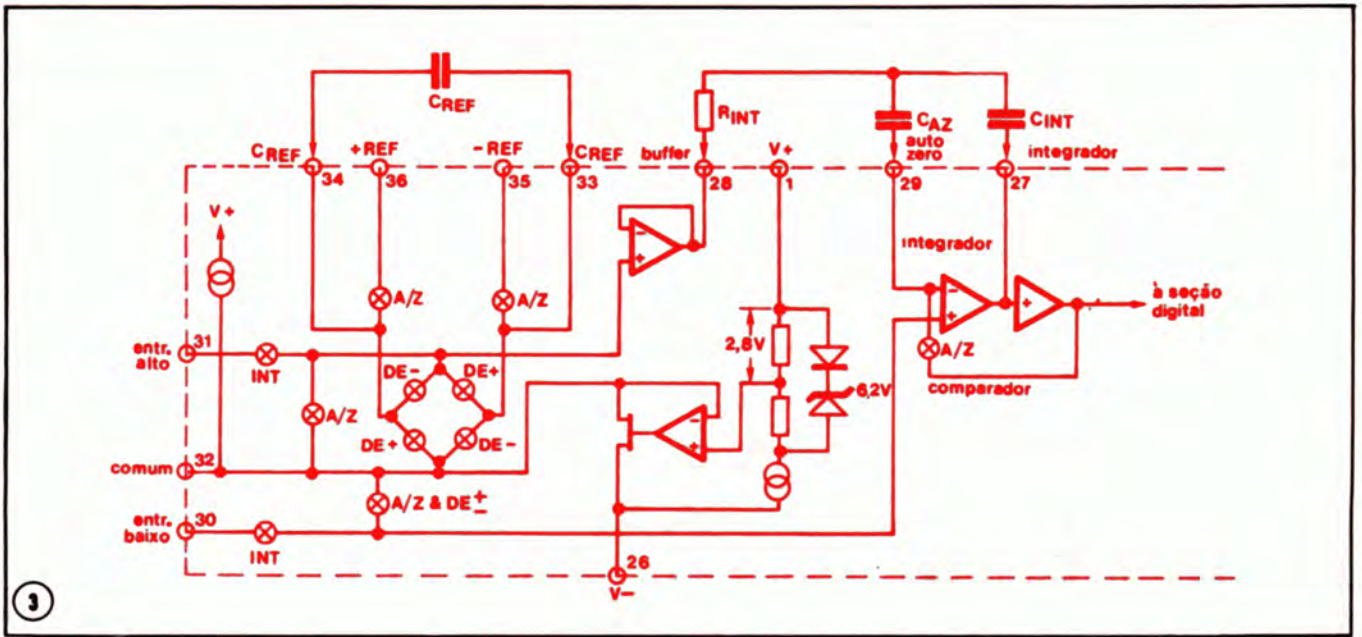 CREF
RINT
CAZ
auto
zero
CINT
CREF
+REF
-REF
CREF
buffer
V+
integrador
34
36
35
33
28
1
29
27
V+
integrador
A/Z
A/Z
à seção
digital
2,8V
entr.
alto
31
INT
DE-
DE+
A/Z
comparador
6,2V
A/Z
DE+
DE-
comum
32
A/Z & DE±
entr.
baixo
30
INT
26
V-
3